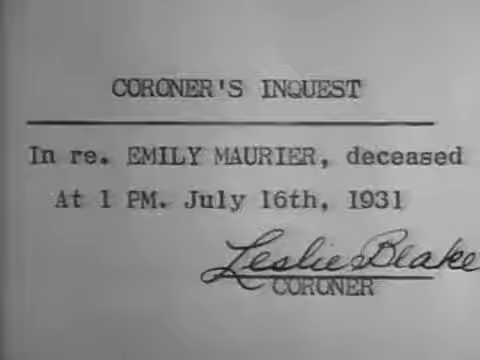 CORONER'S INQUEST
In re. EMILY MAURIER, deceased
At 1 PM. July 16th, 1931
Leslie Blake
CORONER